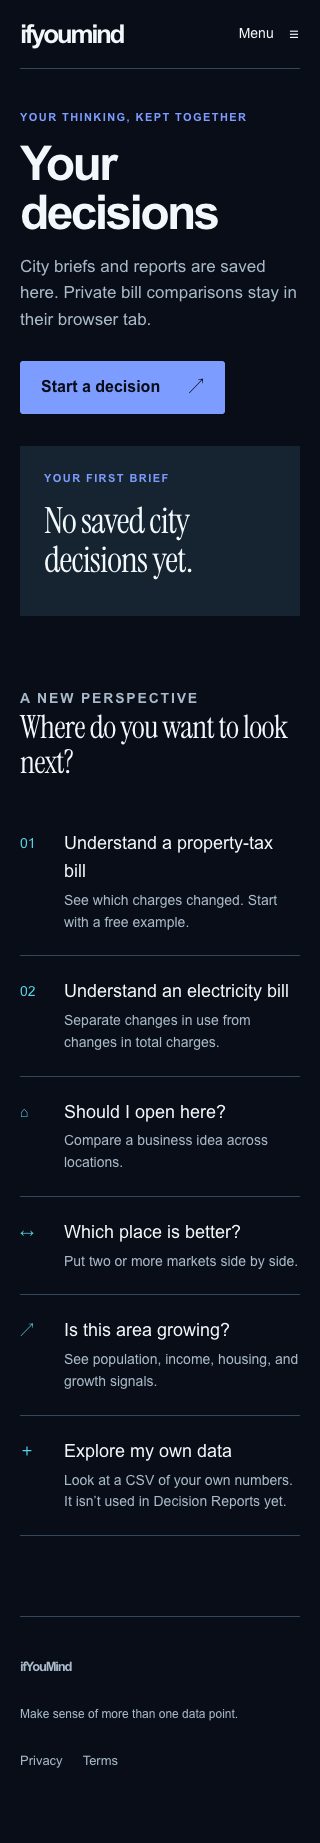 ifyoumind
Menu ≡
YOUR THINKING, KEPT TOGETHER
Your
decisions
City briefs and reports are saved
here. Private bill comparisons stay in
their browser tab.
Start a decision ↗
YOUR FIRST BRIEF
No saved city
decisions yet.
A NEW PERSPECTIVE
Where do you want to look
next?
01 Understand a property-tax
bill
See which charges changed. Start
with a free example.
02 Understand an electricity bill
Separate changes in use from
changes in total charges.
⌂ Should I open here?
Compare a business idea across
locations.
↔ Which place is better?
Put two or more markets side by side.
↗ Is this area growing?
See population, income, housing, and
growth signals.
+ Explore my own data
Look at a CSV of your own numbers.
It isn’t used in Decision Reports yet.
ifYouMind
Make sense of more than one data point.
Privacy Terms